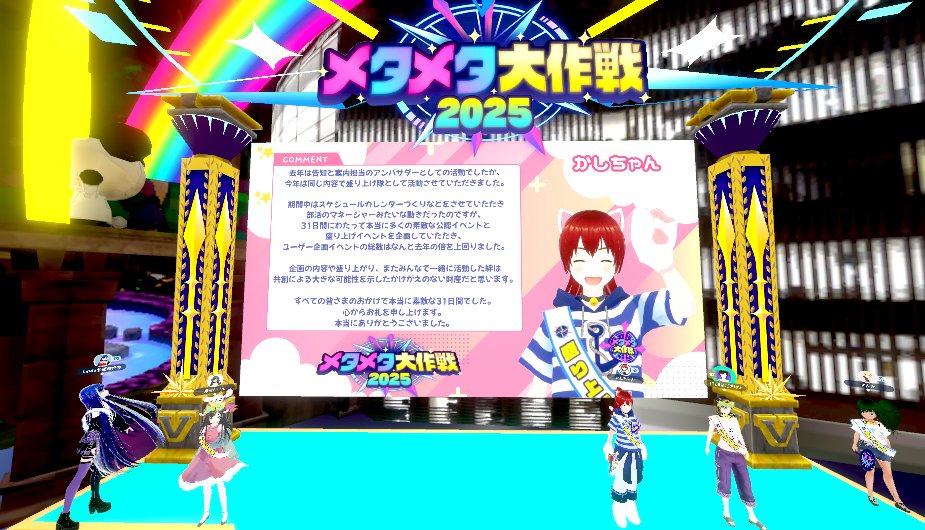 メタメタ大作戦
2025
COMMENT
かしちゃん
去年は告知と案内担当のアンバサダーとしての活動でしたが、
今年は同じ内容で盛り上げ隊として活動させていただきました。
期間中はスケジュールカレンダーつくりなどをさせていただき
部活のマネージャーみたいな動きだったのですが、
31日間にわたって本当に多くの素敵な公認イベントと
盛り上げイベントを企画していただき、
ユーザー企画イベントの総数はなんと去年の倍を上回りました。
企画の内容や盛り上がり、またみんなで一緒に活動した絆は
共創による大きな可能性を示したかけがえのない財産だと思います。
すべての皆さまのおかげで本当に素敵な31日間でした。
心からお礼を申し上げます。
本当にありがとうございました。
メタメタ大作戦
2025